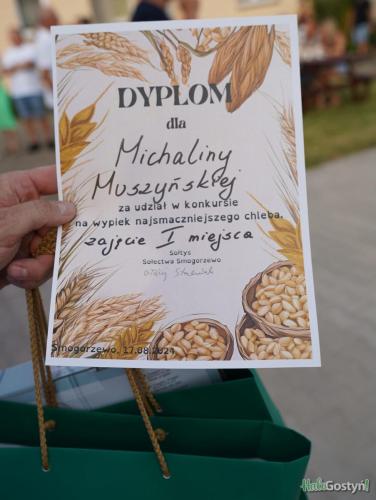 DYPLOM
dla
Michaliny
Muszyńskiej
za udział w konkursie
na wypiek najsmaczniejszego chleba,
zajęcie I miejsca
Sołtys
Sołectwa Smogorzewo
Smogorzewo, 17.08.2024
HaloGostyń!